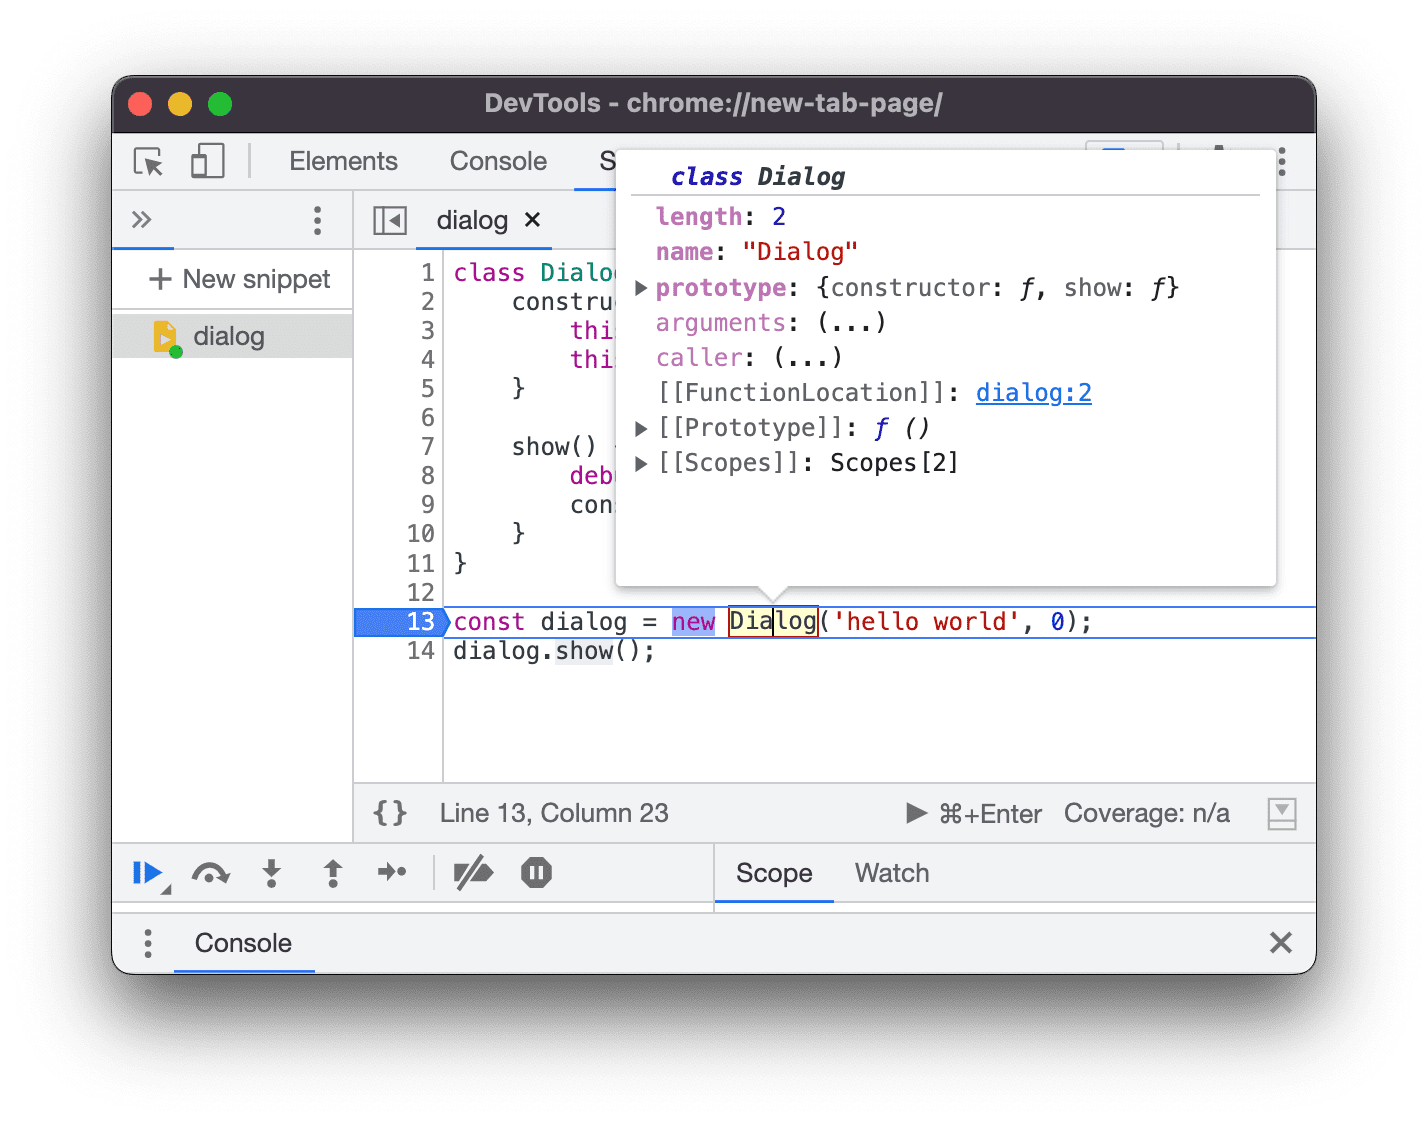 DevTools - chrome://new-tab-page/
Elements Console
dialog ×
New snippet
dialog
class Dialog
length: 2
name: "Dialog"
prototype: {constructor: ƒ, show: ƒ}
arguments: (...)
caller: (...)
[[FunctionLocation]]: dialog:2
[[Prototype]]: ƒ ()
[[Scopes]]: Scopes[2]
1 class Dialo
2 constru
3 thi
4 thi
5 }
6
7 show()
8 deb
9 con
10 }
11 }
12
13 const dialog = new Dialog('hello world', 0);
14 dialog.show();
{} Line 13, Column 23 ⌘+Enter Coverage: n/a
Scope Watch
Console